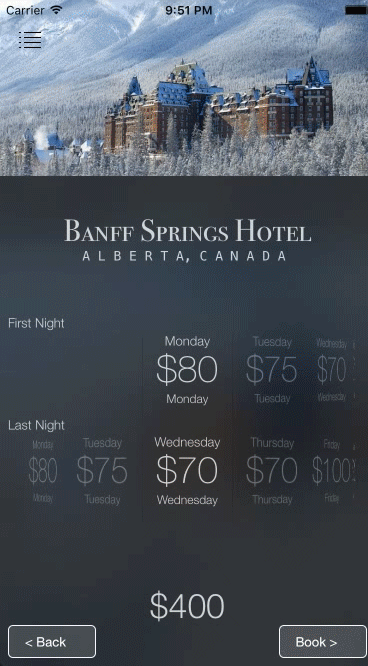 Carrier 9:51 PM
BANFF SPRINGS HOTEL
ALBERTA, CANADA
First Night
Monday Tuesday Wednesday
$80 $75 $70
Monday Tuesday Wednesday
Last Night
Monday Tuesday Wednesday Thursday Friday
$80 $75 $70 $70 $100
Monday Tuesday Wednesday Thursday Friday
$400
< Back Book >